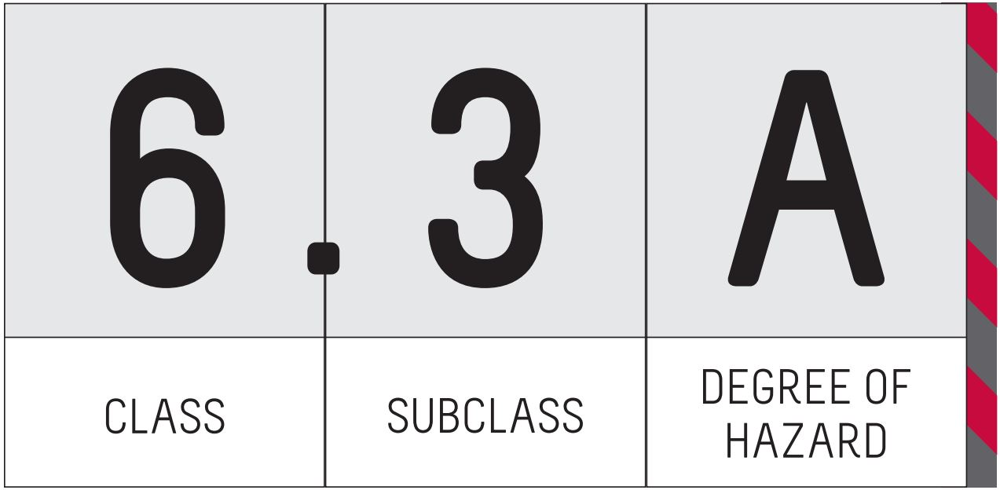 6.3A
CLASS SUBCLASS DEGREE OF
HAZARD